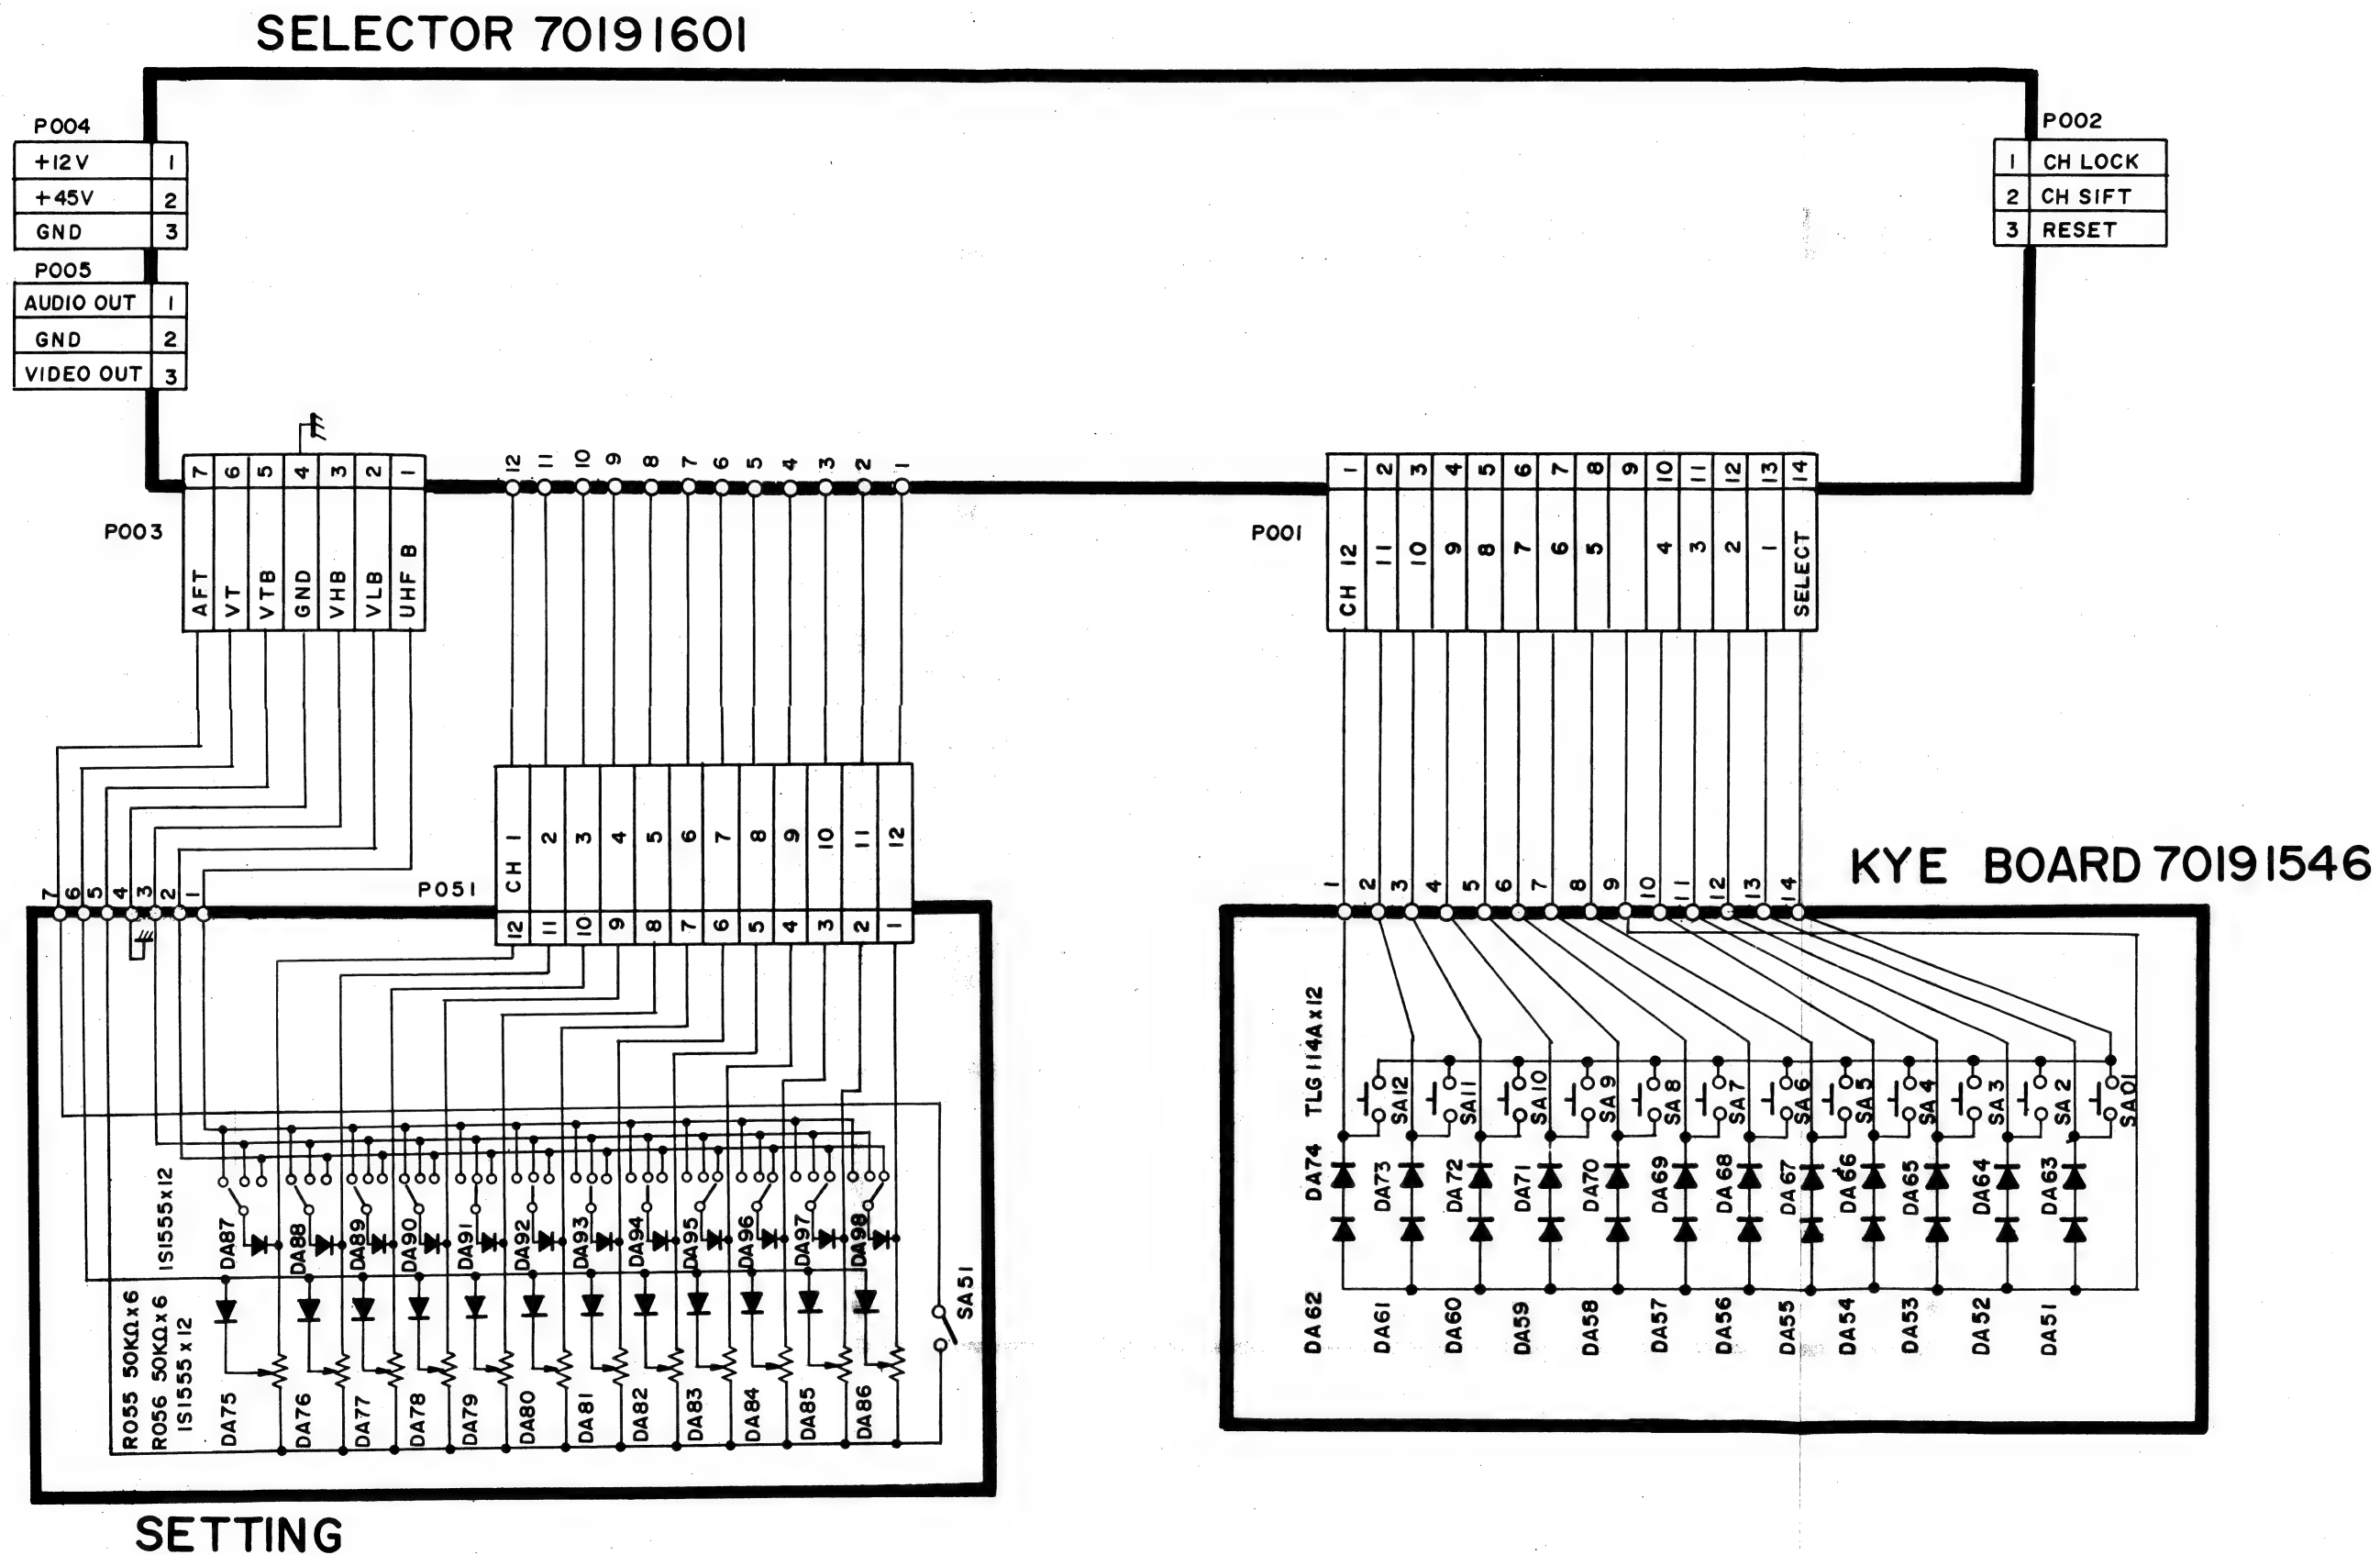 SELECTOR 70191601
P004
+12V 1
+45V 2
GND 3
P005
AUDIO OUT 1
GND 2
VIDEO OUT 3
P002
1 CH LOCK
2 CH SIFT
3 RESET
7 6 5 4 3 2 1
P003
AFT
VT
VTB
GND
VHB
VLB
UHF B
12 11 10 9 8 7 6 5 4 3 2 1
1 2 3 4 5 6 7 8 9 10 11 12 13 14
P001
CH 12 11 10 9 8 7 6 5 4 3 2 1 SELECT
7 6 5 4 3 2 1
P051
CH 1 2 3 4 5 6 7 8 9 10 11 12
12 11 10 9 8 7 6 5 4 3 2 1
1 2 3 4 5 6 7 8 9 10 11 12 13 14
KYE BOARD 70191546
TLG114A x 12
SA12 SA11 SA10 SA9 SA8 SA7 SA6 SA5 SA4 SA3 SA2 SA01
DA74 DA73 DA72 DA71 DA70 DA69 DA68 DA67 DA66 DA65 DA64 DA63
DA62 DA61 DA60 DA59 DA58 DA57 DA56 DA55 DA54 DA53 DA52 DA51
IS1555 x 12
DA87 DA88 DA89 DA90 DA91 DA92 DA93 DA94 DA95 DA96 DA97 DA98
SA51
RO55 50KΩ x 6
RO56 50KΩ x 6
IS1555 x 12
DA75 DA76 DA77 DA78 DA79 DA80 DA81 DA82 DA83 DA84 DA85 DA86
SETTING